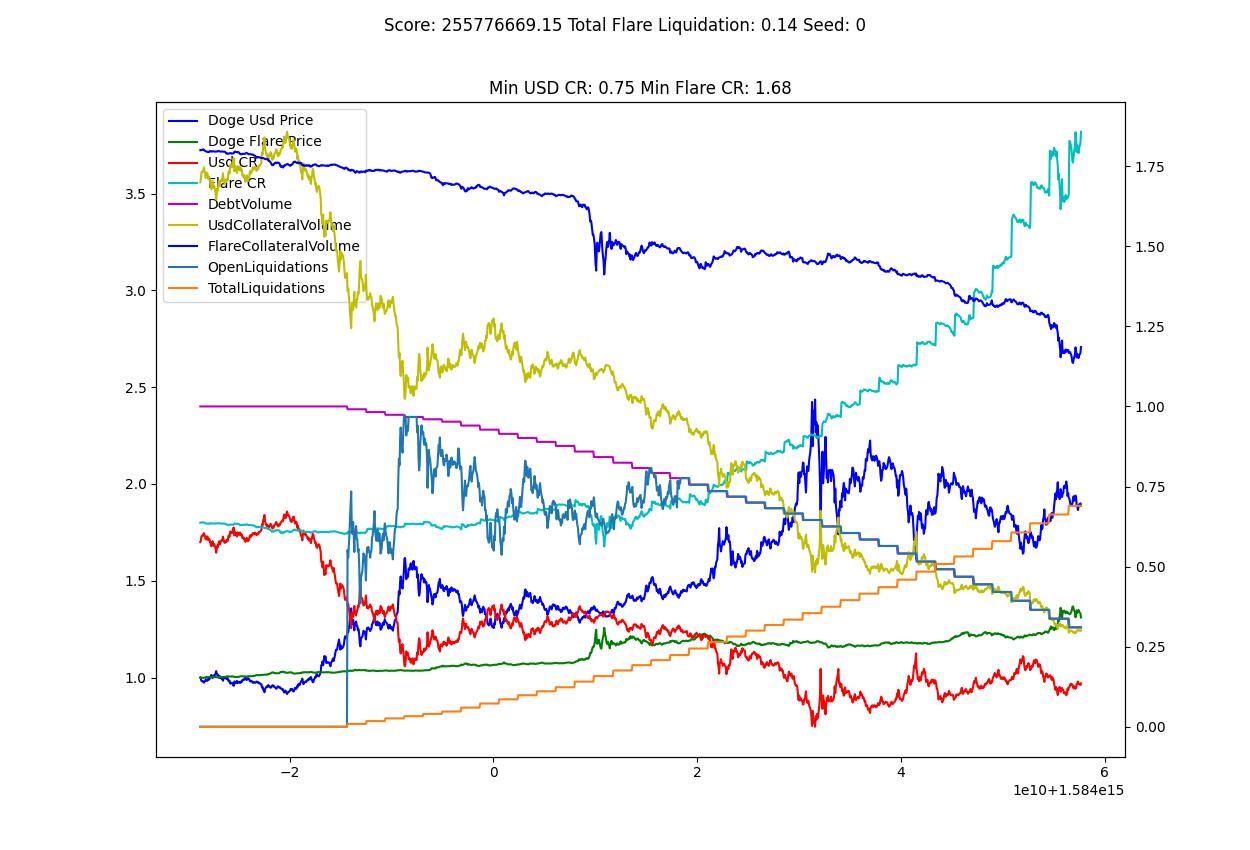 Score: 255776669.15 Total Flare Liquidation: 0.14 Seed: 0
Min USD CR: 0.75 Min Flare CR: 1.68
Doge Usd Price
Doge Flare Price
Usd CR
Flare CR
DebtVolume
UsdCollateralVolume
FlareCollateralVolume
OpenLiquidations
TotalLiquidations
3.5
3.0
2.5
2.0
1.5
1.0
1.75
1.50
1.25
1.00
0.75
0.50
0.25
0.00
−2 0 2 4 6
1e10+1.584e15